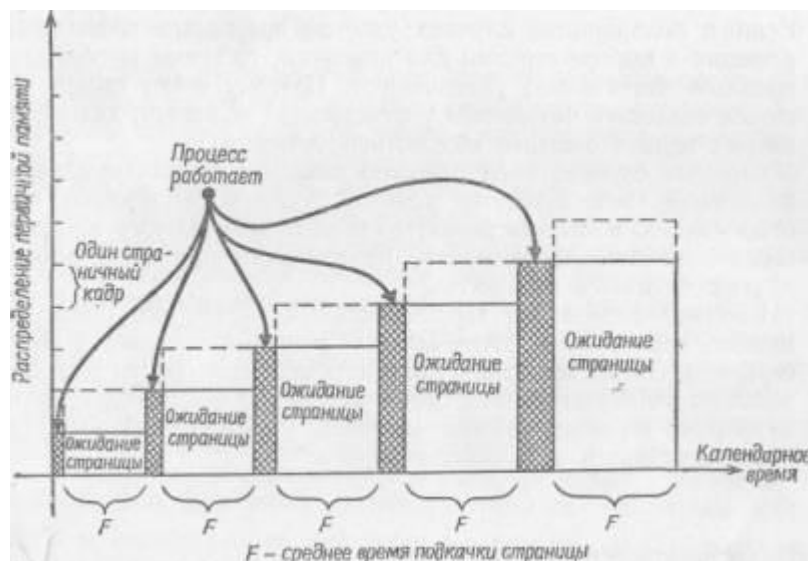 Распределение первичной памяти
Процесс
работает
Один стра-
ничный
кадр
Ожидание
страницы
Ожидание
страницы
Ожидание
страницы
Ожидание
страницы
Ожидание
страницы
Календарное
время
F
F
F
F
F
F – среднее время подкачки страницы